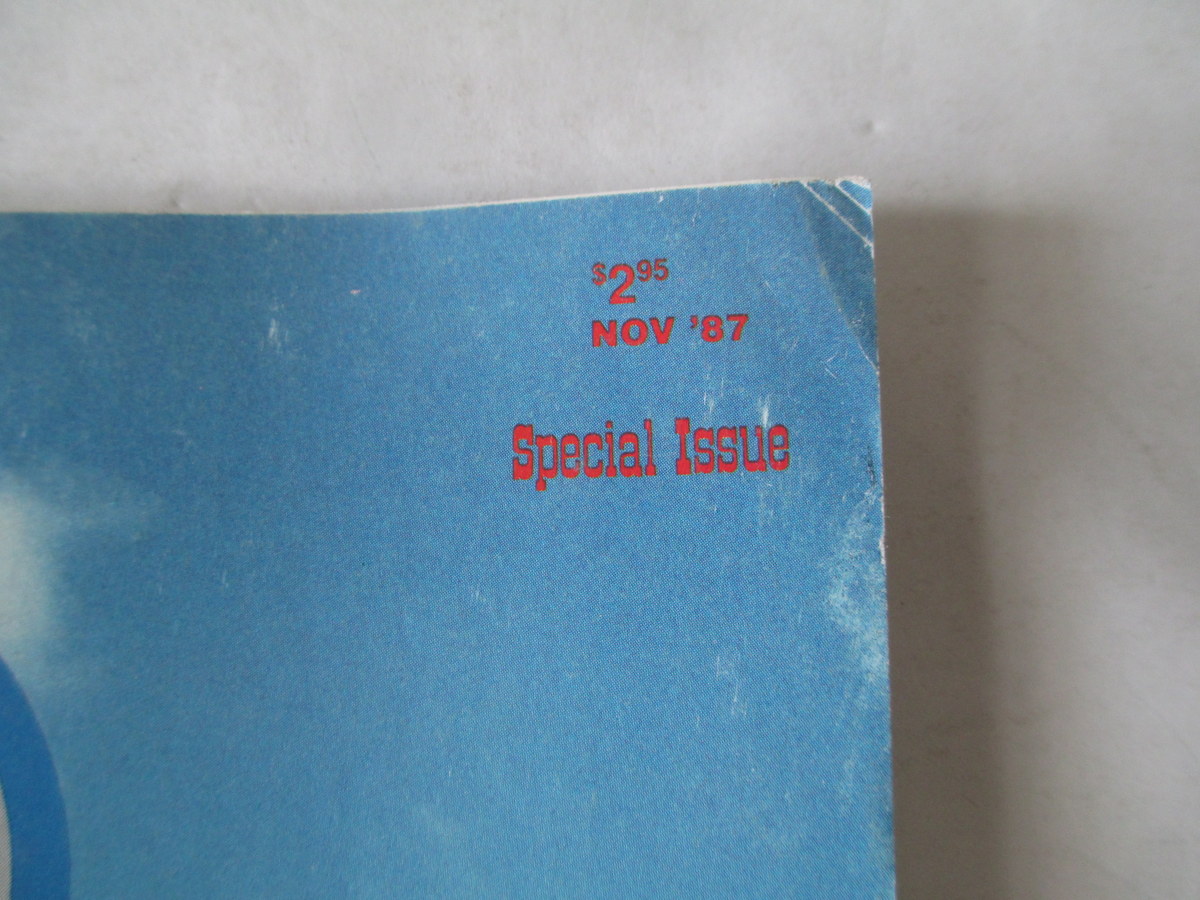 $2.95
NOV '87
Special Issue